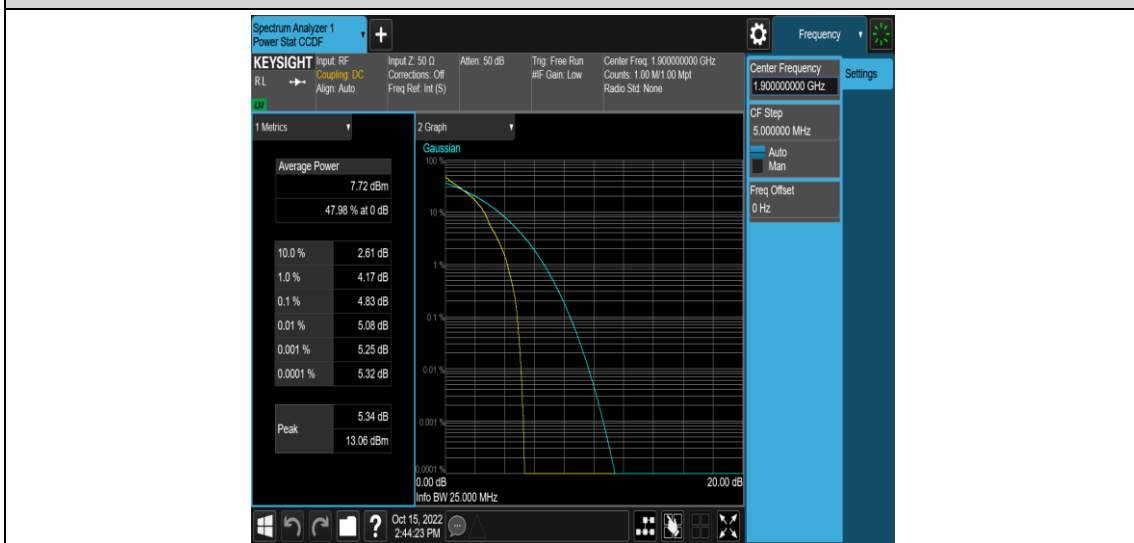 Spectrum Analyzer 1
Power Stat CCDF
+
Frequency
KEYSIGHT
RL
LXI
Input: RF
Coupling: DC
Align: Auto
Input Z: 50 Ω
Corrections: Off
Freq Ref: Int (S)
Atten: 50 dB
Trig: Free Run
#IF Gain: Low
Center Freq: 1.900000000 GHz
Counts: 1.00 M/1.00 Mpt
Radio Std: None
Center Frequency
1.900000000 GHz
Settings
CF Step
5.000000 MHz
Auto
Man
Freq Offset
0 Hz
1 Metrics
Average Power
7.72 dBm
47.98 % at 0 dB
10.0 % 2.61 dB
1.0 % 4.17 dB
0.1 % 4.83 dB
0.01 % 5.08 dB
0.001 % 5.25 dB
0.0001 % 5.32 dB
Peak
5.34 dB
13.06 dBm
2 Graph
Gaussian
100 %
10 %
1 %
0.1 %
0.01 %
0.001 %
0.0001 %
0.00 dB
20.00 dB
Info BW 25.000 MHz
?
Oct 15, 2022
2:44:23 PM